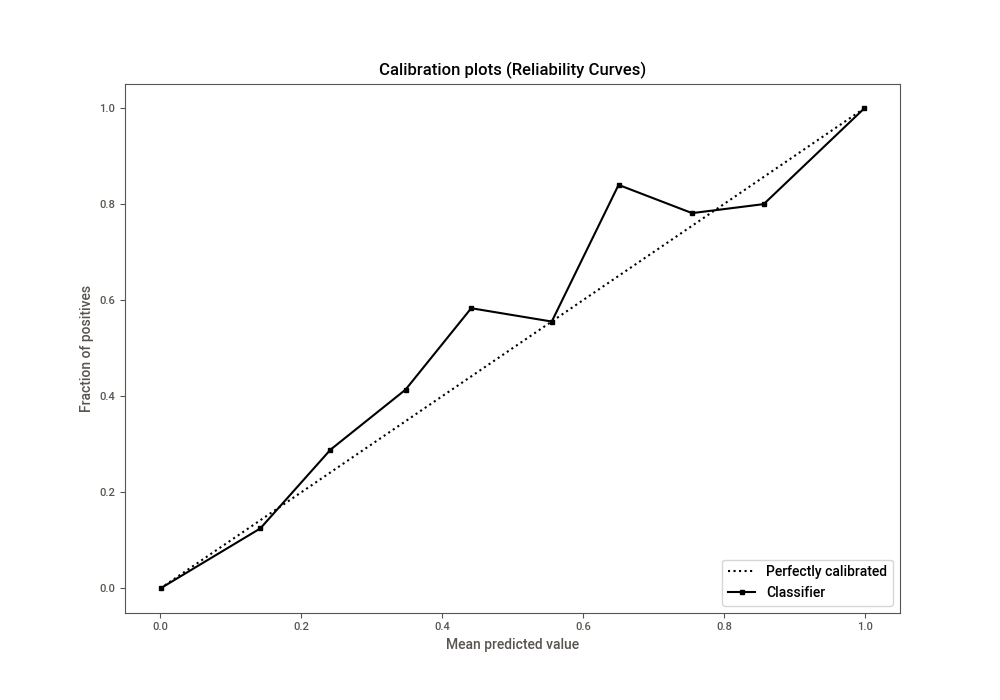 Calibration plots (Reliability Curves)
1.0
0.8
0.6
0.4
0.2
0.0
Fraction of positives
0.0 0.2 0.4 0.6 0.8 1.0
Mean predicted value
Perfectly calibrated
Classifier